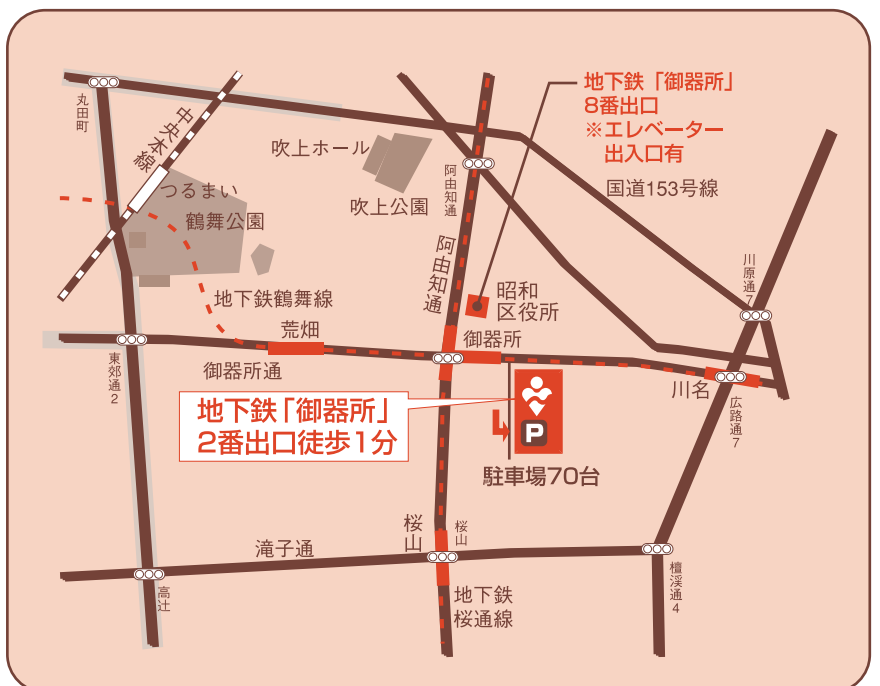 丸田町
中央本線
つるまい
鶴舞公園
吹上ホール
吹上公園
阿由知通
阿由知通
地下鉄「御器所」
8番出口
※エレベーター
出入口有
国道153号線
川原通7
昭和
区役所
地下鉄鶴舞線
荒畑
御器所
御器所通
東郊通2
川名
広路通7
地下鉄「御器所」
2番出口徒歩1分
P
駐車場70台
桜山
桜山
滝子通
高辻
地下鉄
桜通線
檀渓通4